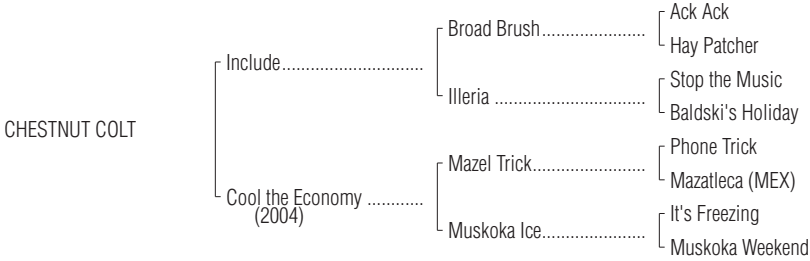 Ack Ack
Broad Brush......................
Hay Patcher
Include.............................
Stop the Music
Illeria ................................
Baldski's Holiday
CHESTNUT COLT
Phone Trick
Mazel Trick........................
Mazatleca (MEX)
Cool the Economy ............
(2004)
It's Freezing
Muskoka Ice......................
Muskoka Weekend